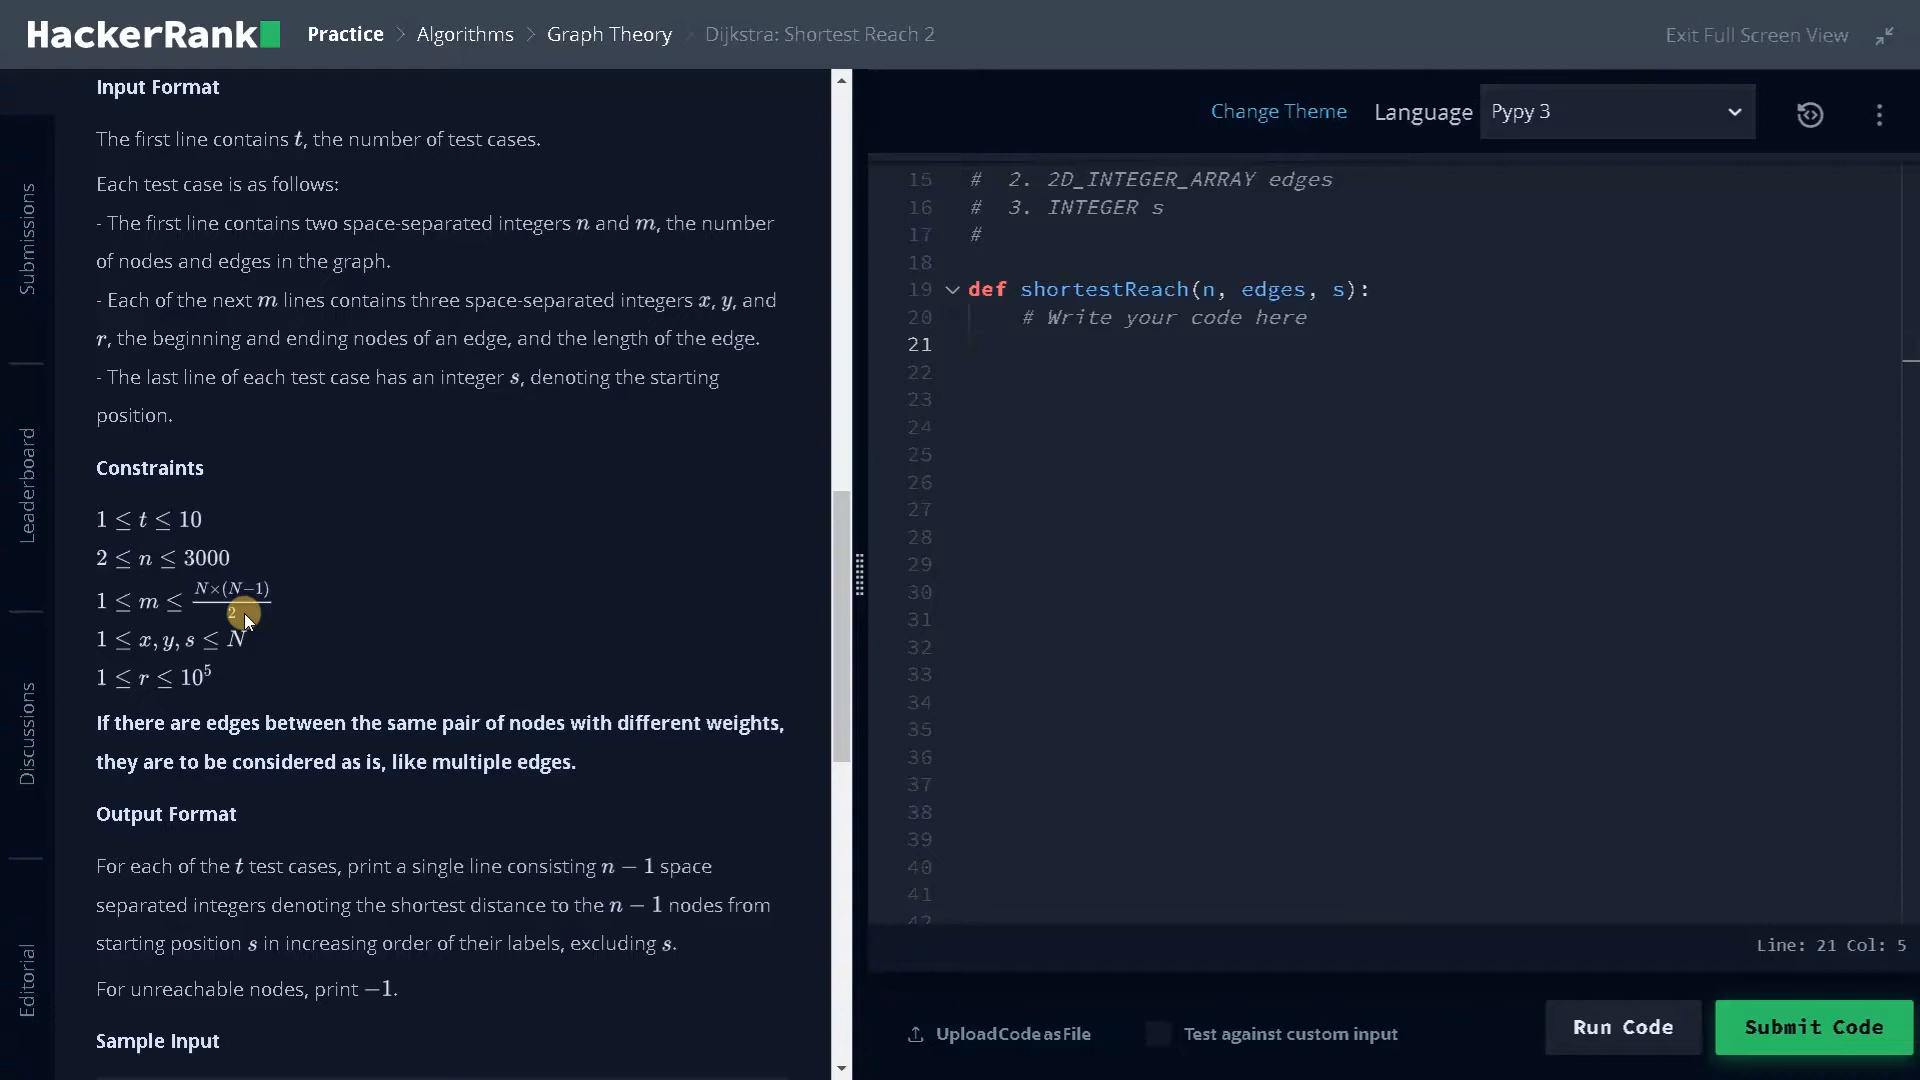 HackerRank
Practice > Algorithms > Graph Theory > Dijkstra: Shortest Reach 2
Exit Full Screen View
Submissions
Leaderboard
Discussions
Editorial
Input Format
The first line contains t, the number of test cases.
Each test case is as follows:
- The first line contains two space-separated integers n and m, the number
of nodes and edges in the graph.
- Each of the next m lines contains three space-separated integers x, y, and
r, the beginning and ending nodes of an edge, and the length of the edge.
- The last line of each test case has an integer s, denoting the starting
position.
Constraints
1 ≤ t ≤ 10
2 ≤ n ≤ 3000
1 ≤ m ≤ N×(N−1)/2
1 ≤ x, y, s ≤ N
1 ≤ r ≤ 10⁵
If there are edges between the same pair of nodes with different weights,
they are to be considered as is, like multiple edges.
Output Format
For each of the t test cases, print a single line consisting n − 1 space
separated integers denoting the shortest distance to the n − 1 nodes from
starting position s in increasing order of their labels, excluding s.
For unreachable nodes, print −1.
Sample Input
Change Theme Language Pypy 3
15 #  2. 2D_INTEGER_ARRAY edges
16 #  3. INTEGER s
17 #
18
19 def shortestReach(n, edges, s):
20     # Write your code here
21
22
23
24
25
26
27
28
29
30
31
32
33
34
35
36
37
38
39
40
41
42
Line: 21 Col: 5
Upload Code as File
Test against custom input
Run Code
Submit Code